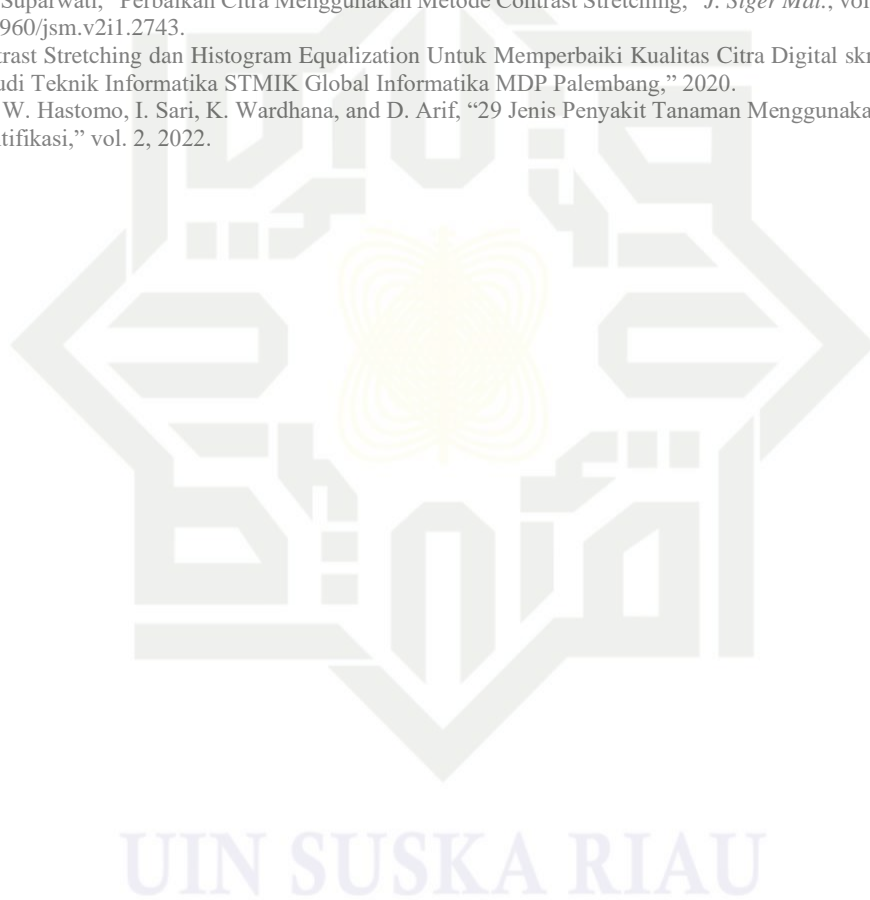 Suparwati, “Perbaikan Citra Menggunakan Metode Contrast Stretching,” J. Siger Mat., vol
960/jsm.v2i1.2743.
trast Stretching dan Histogram Equalization Untuk Memperbaiki Kualitas Citra Digital skr
udi Teknik Informatika STMIK Global Informatika MDP Palembang,” 2020.
W. Hastomo, I. Sari, K. Wardhana, and D. Arif, “29 Jenis Penyakit Tanaman Menggunaka
tifikasi,” vol. 2, 2022.
UIN SUSKA RIAU